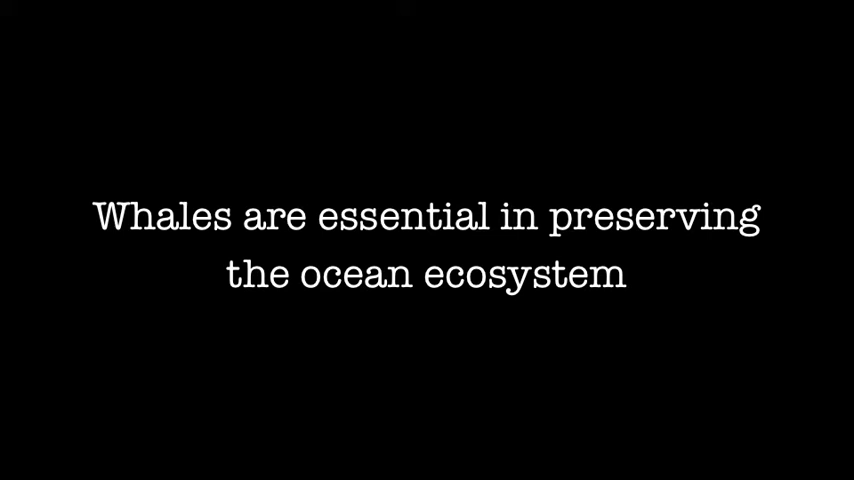 Whales are essential in preserving
the ocean ecosystem